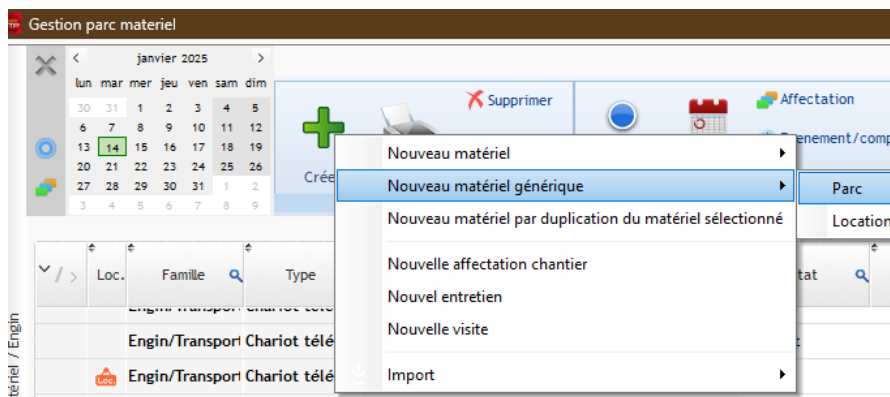 Gestion parc materiel
janvier 2025
lun mar mer jeu ven sam dim
30 31 1 2 3 4 5
6 7 8 9 10 11 12
13 14 15 16 17 18 19
20 21 22 23 24 25 26
27 28 29 30 31 1 2
3 4 5 6 7 8 9
Supprimer
Affectation
Crée
Nouveau matériel
Nouveau matériel générique
Parc
Nouveau matériel par duplication du matériel sélectionné
Location
Nouvelle affectation chantier
Nouvel entretien
Nouvelle visite
Import
Loc.
Famille
Type
tat
Engin/Transport Chariot télé
Loc. Engin/Transport Chariot télé
tériel / Engin